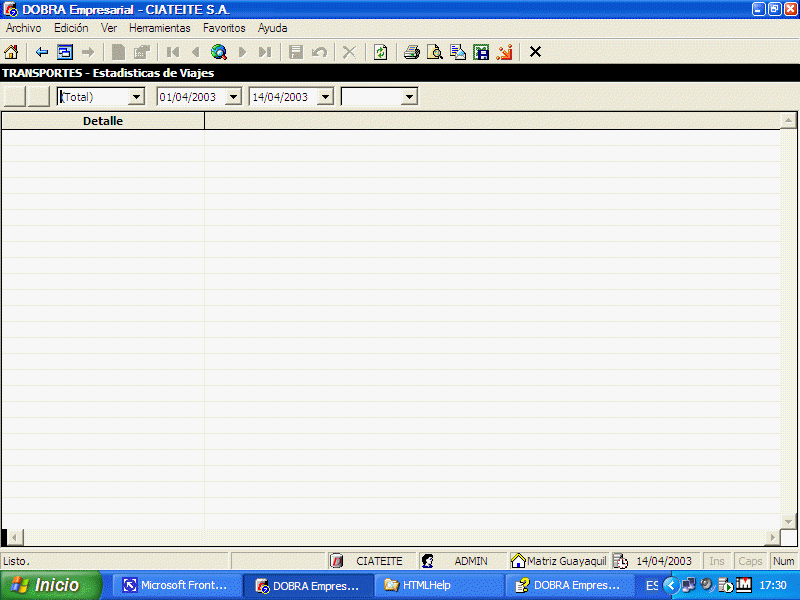 DOBRA Empresarial - CIATEITE S.A.
Archivo Edición Ver Herramientas Favoritos Ayuda
TRANSPORTES - Estadisticas de Viajes
(Total) 01/04/2003 14/04/2003
Detalle
Listo. CIATEITE ADMIN Matriz Guayaquil 14/04/2003 Ins Caps Num
Inicio Microsoft Front... DOBRA Empres... HTMLHelp DOBRA Empres... ES 17:30